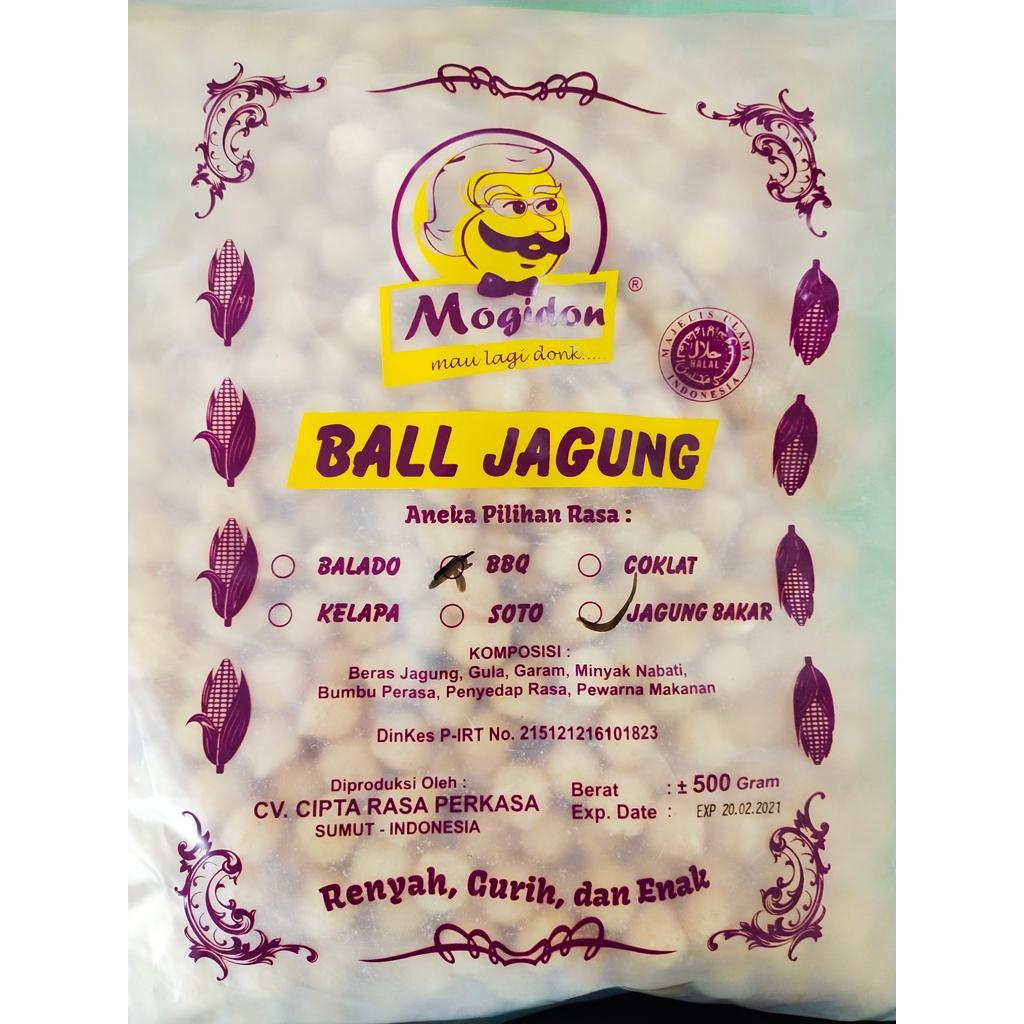 Mogidon ®
mau lagi donk.....
MAJELIS ULAMA INDONESIA
حلال
HALAL
BALL JAGUNG
Aneka Pilihan Rasa :
BALADO BBQ COKLAT
KELAPA SOTO JAGUNG BAKAR
KOMPOSISI :
Beras Jagung, Gula, Garam, Minyak Nabati,
Bumbu Perasa, Penyedap Rasa, Pewarna Makanan
DinKes P-IRT No. 215121216101823
Diproduksi Oleh :
CV. CIPTA RASA PERKASA
SUMUT - INDONESIA
Berat : ± 500 Gram
Exp. Date : EXP 20.02.2021
Renyah, Gurih, dan Enak